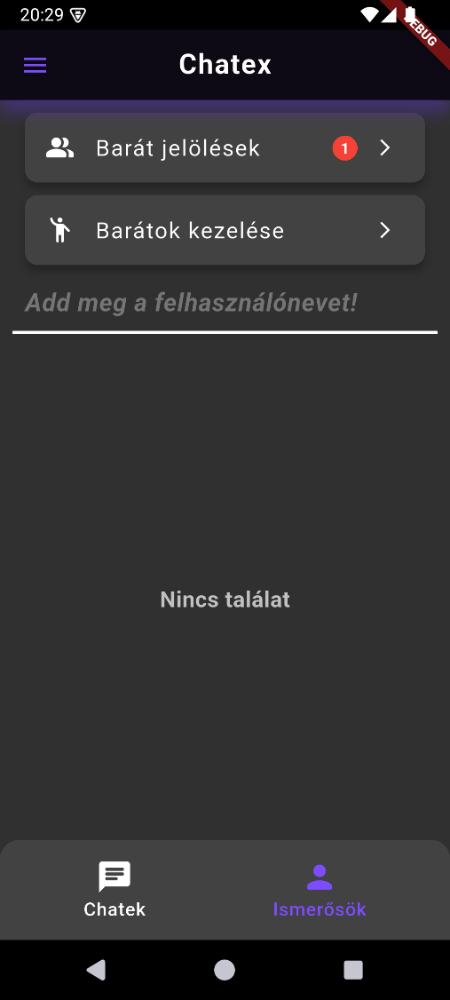 20:29
DEBUG
Chatex
Barát jelölések
1
Barátok kezelése
Add meg a felhasználónevet!
Nincs találat
Chatek
Ismerősök